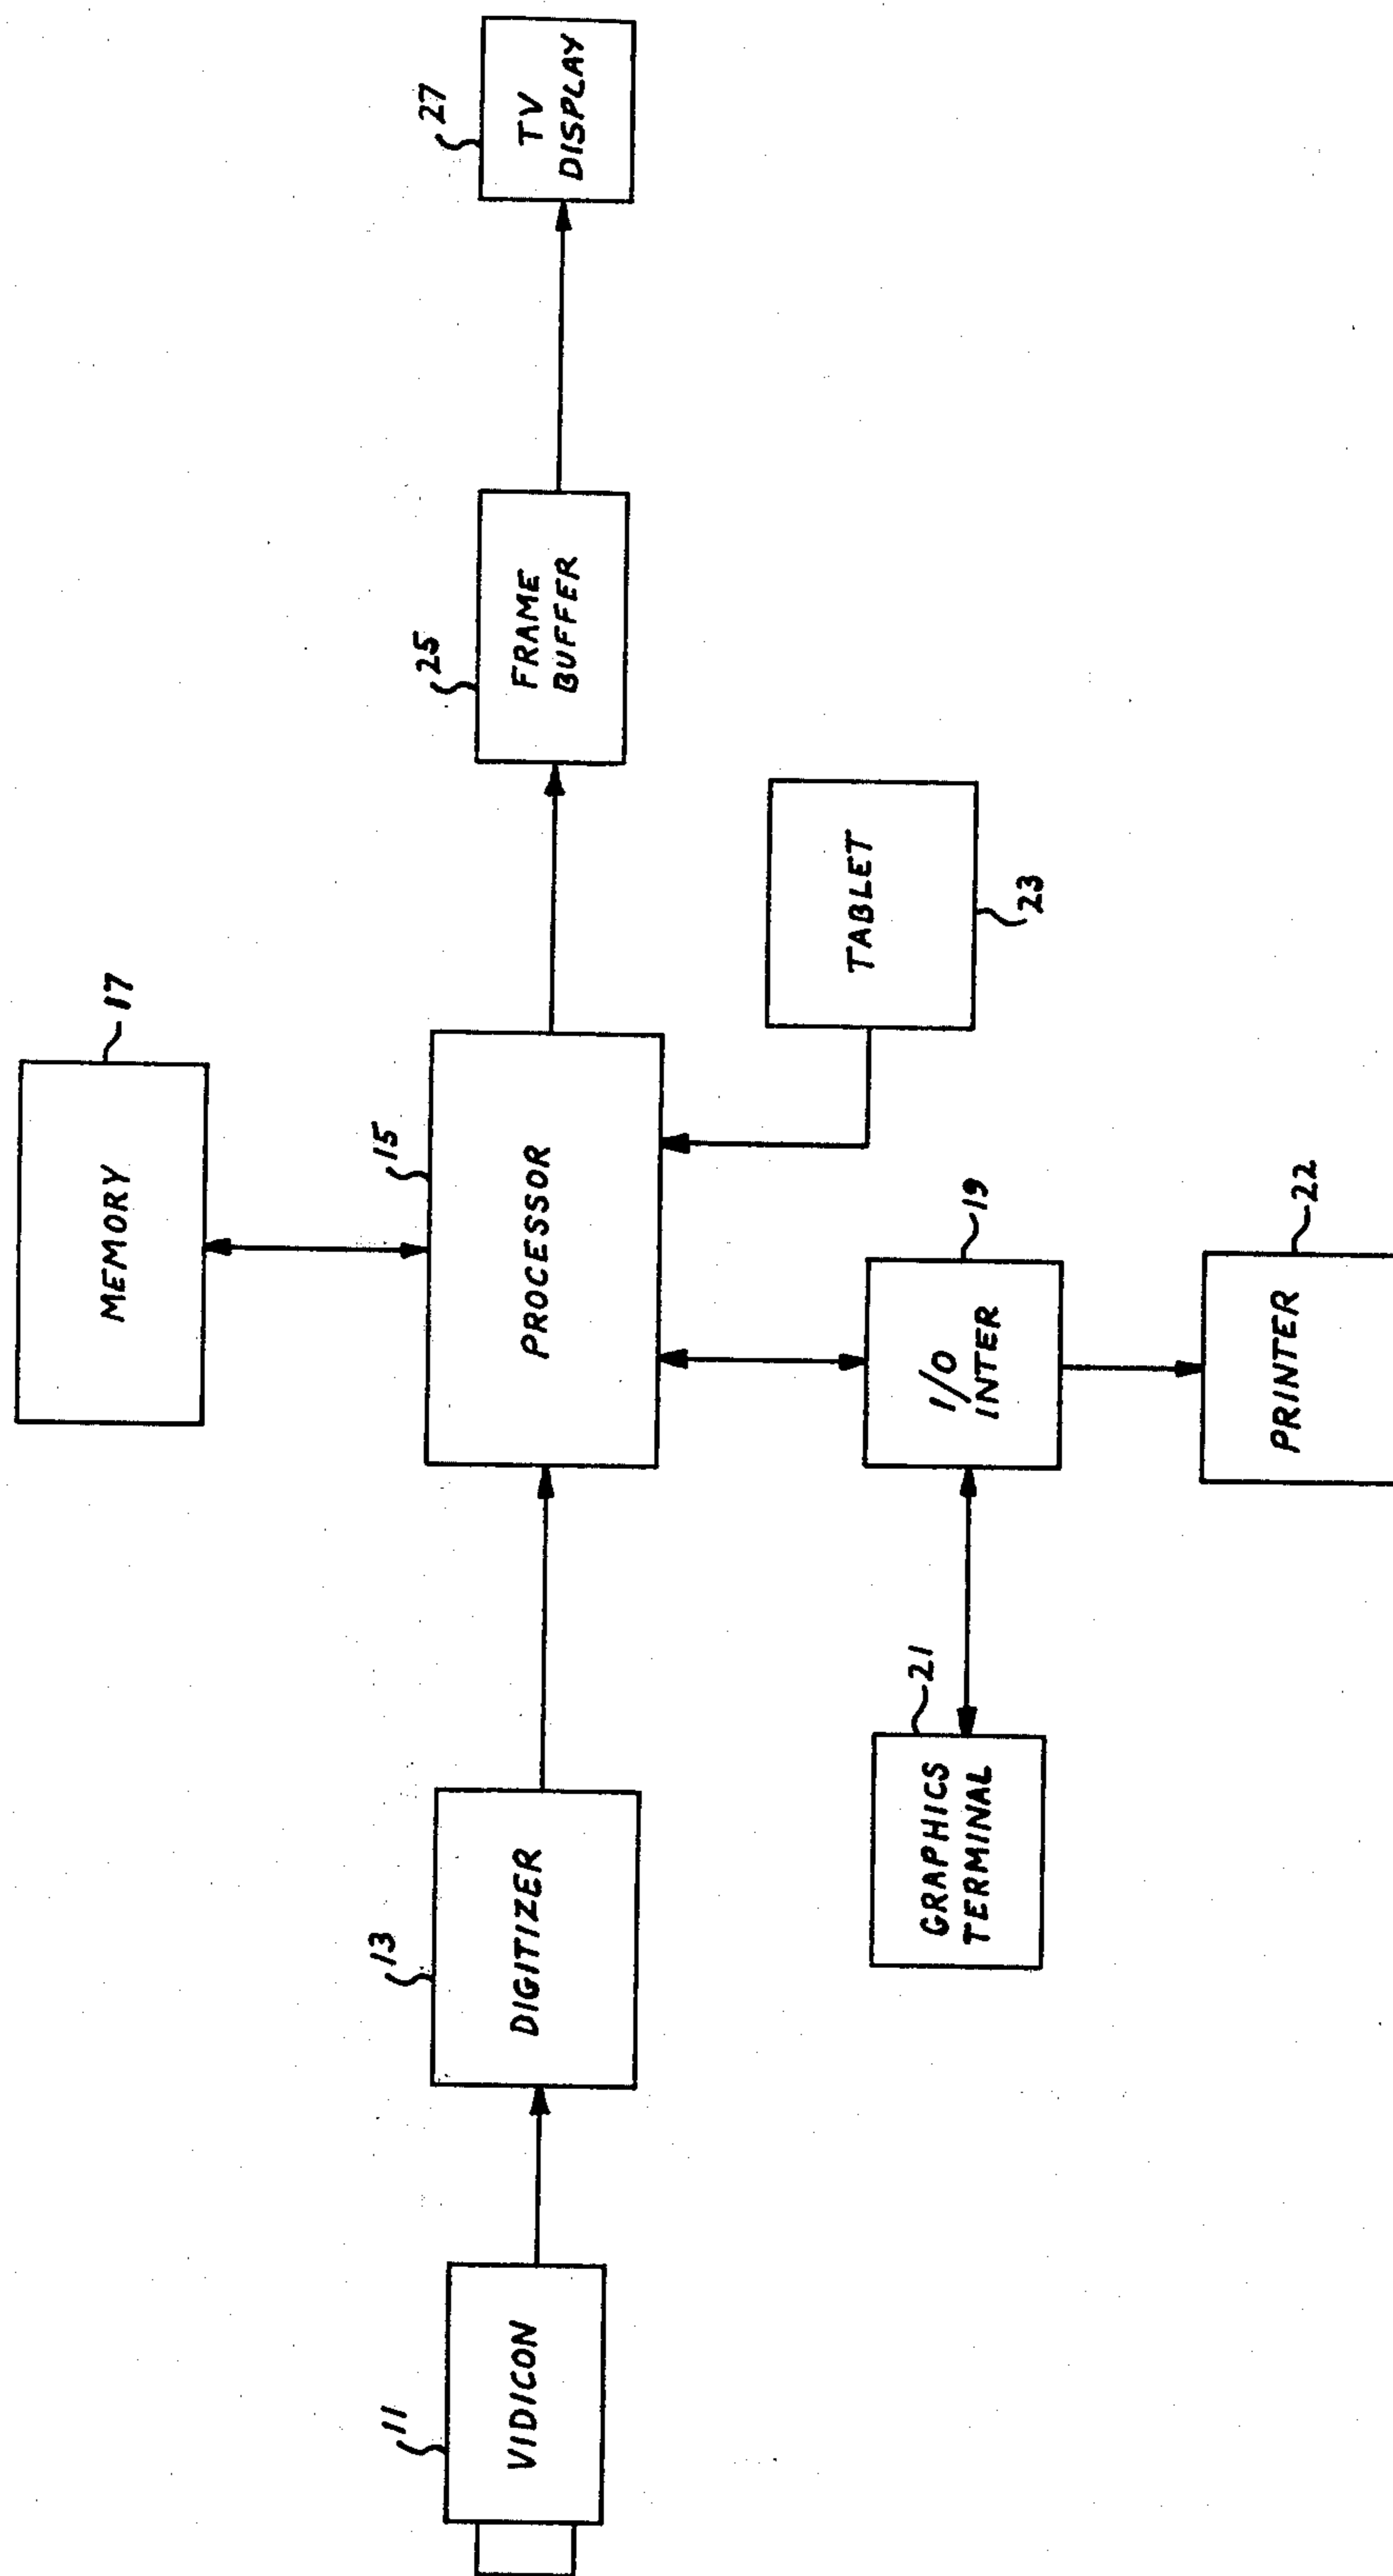 MEMORY
17
11
VIDICON
13
DIGITIZER
15
PROCESSOR
25
FRAME
BUFFER
27
TV
DISPLAY
21
GRAPHICS
TERMINAL
19
I/O
INTER
TABLET
23
PRINTER
22